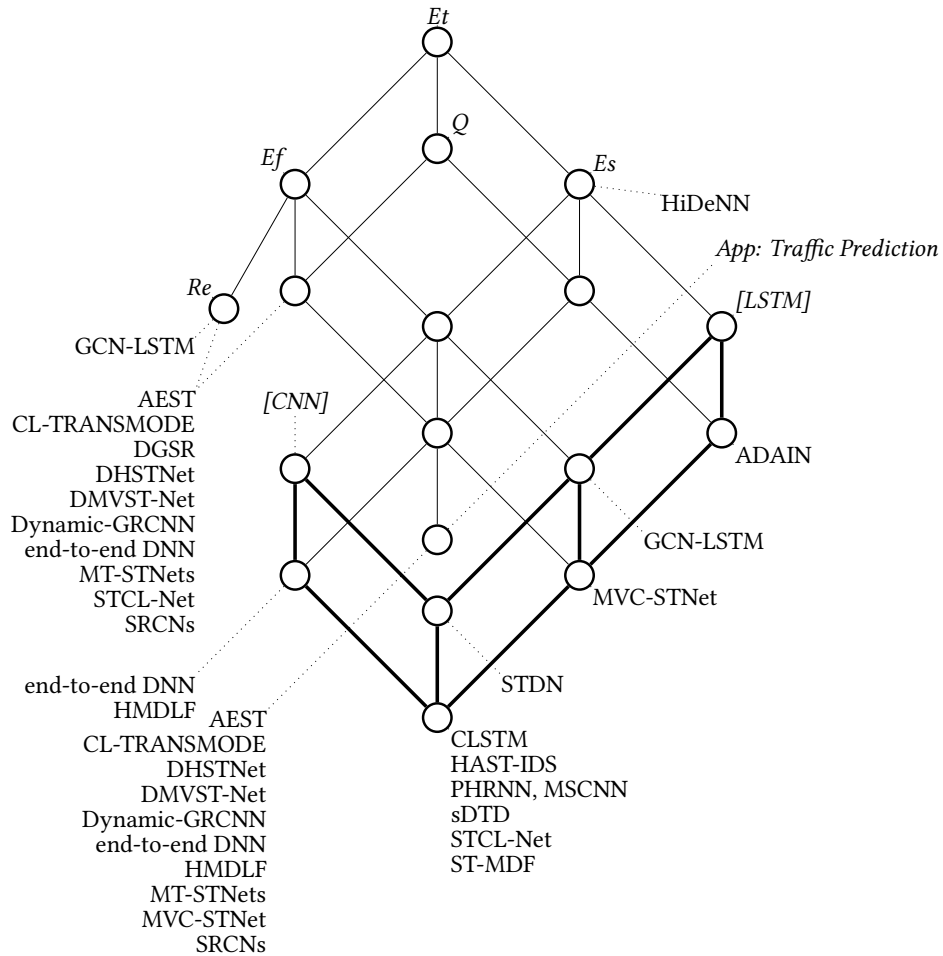 Et
Q
Ef
Es
HiDeNN
App: Traffic Prediction
Re
[LSTM]
GCN-LSTM
AEST
[CNN]
CL-TRANSMODE
DGSR
ADAIN
DHSTNet
DMVST-Net
Dynamic-GRCNN
GCN-LSTM
end-to-end DNN
MT-STNets
STCL-Net
MVC-STNet
SRCNs
end-to-end DNN
STDN
HMDLF
AEST
CL-TRANSMODE
DHSTNet
DMVST-Net
Dynamic-GRCNN
end-to-end DNN
HMDLF
MT-STNets
MVC-STNet
SRCNs
CLSTM
HAST-IDS
PHRNN, MSCNN
sDTD
STCL-Net
ST-MDF